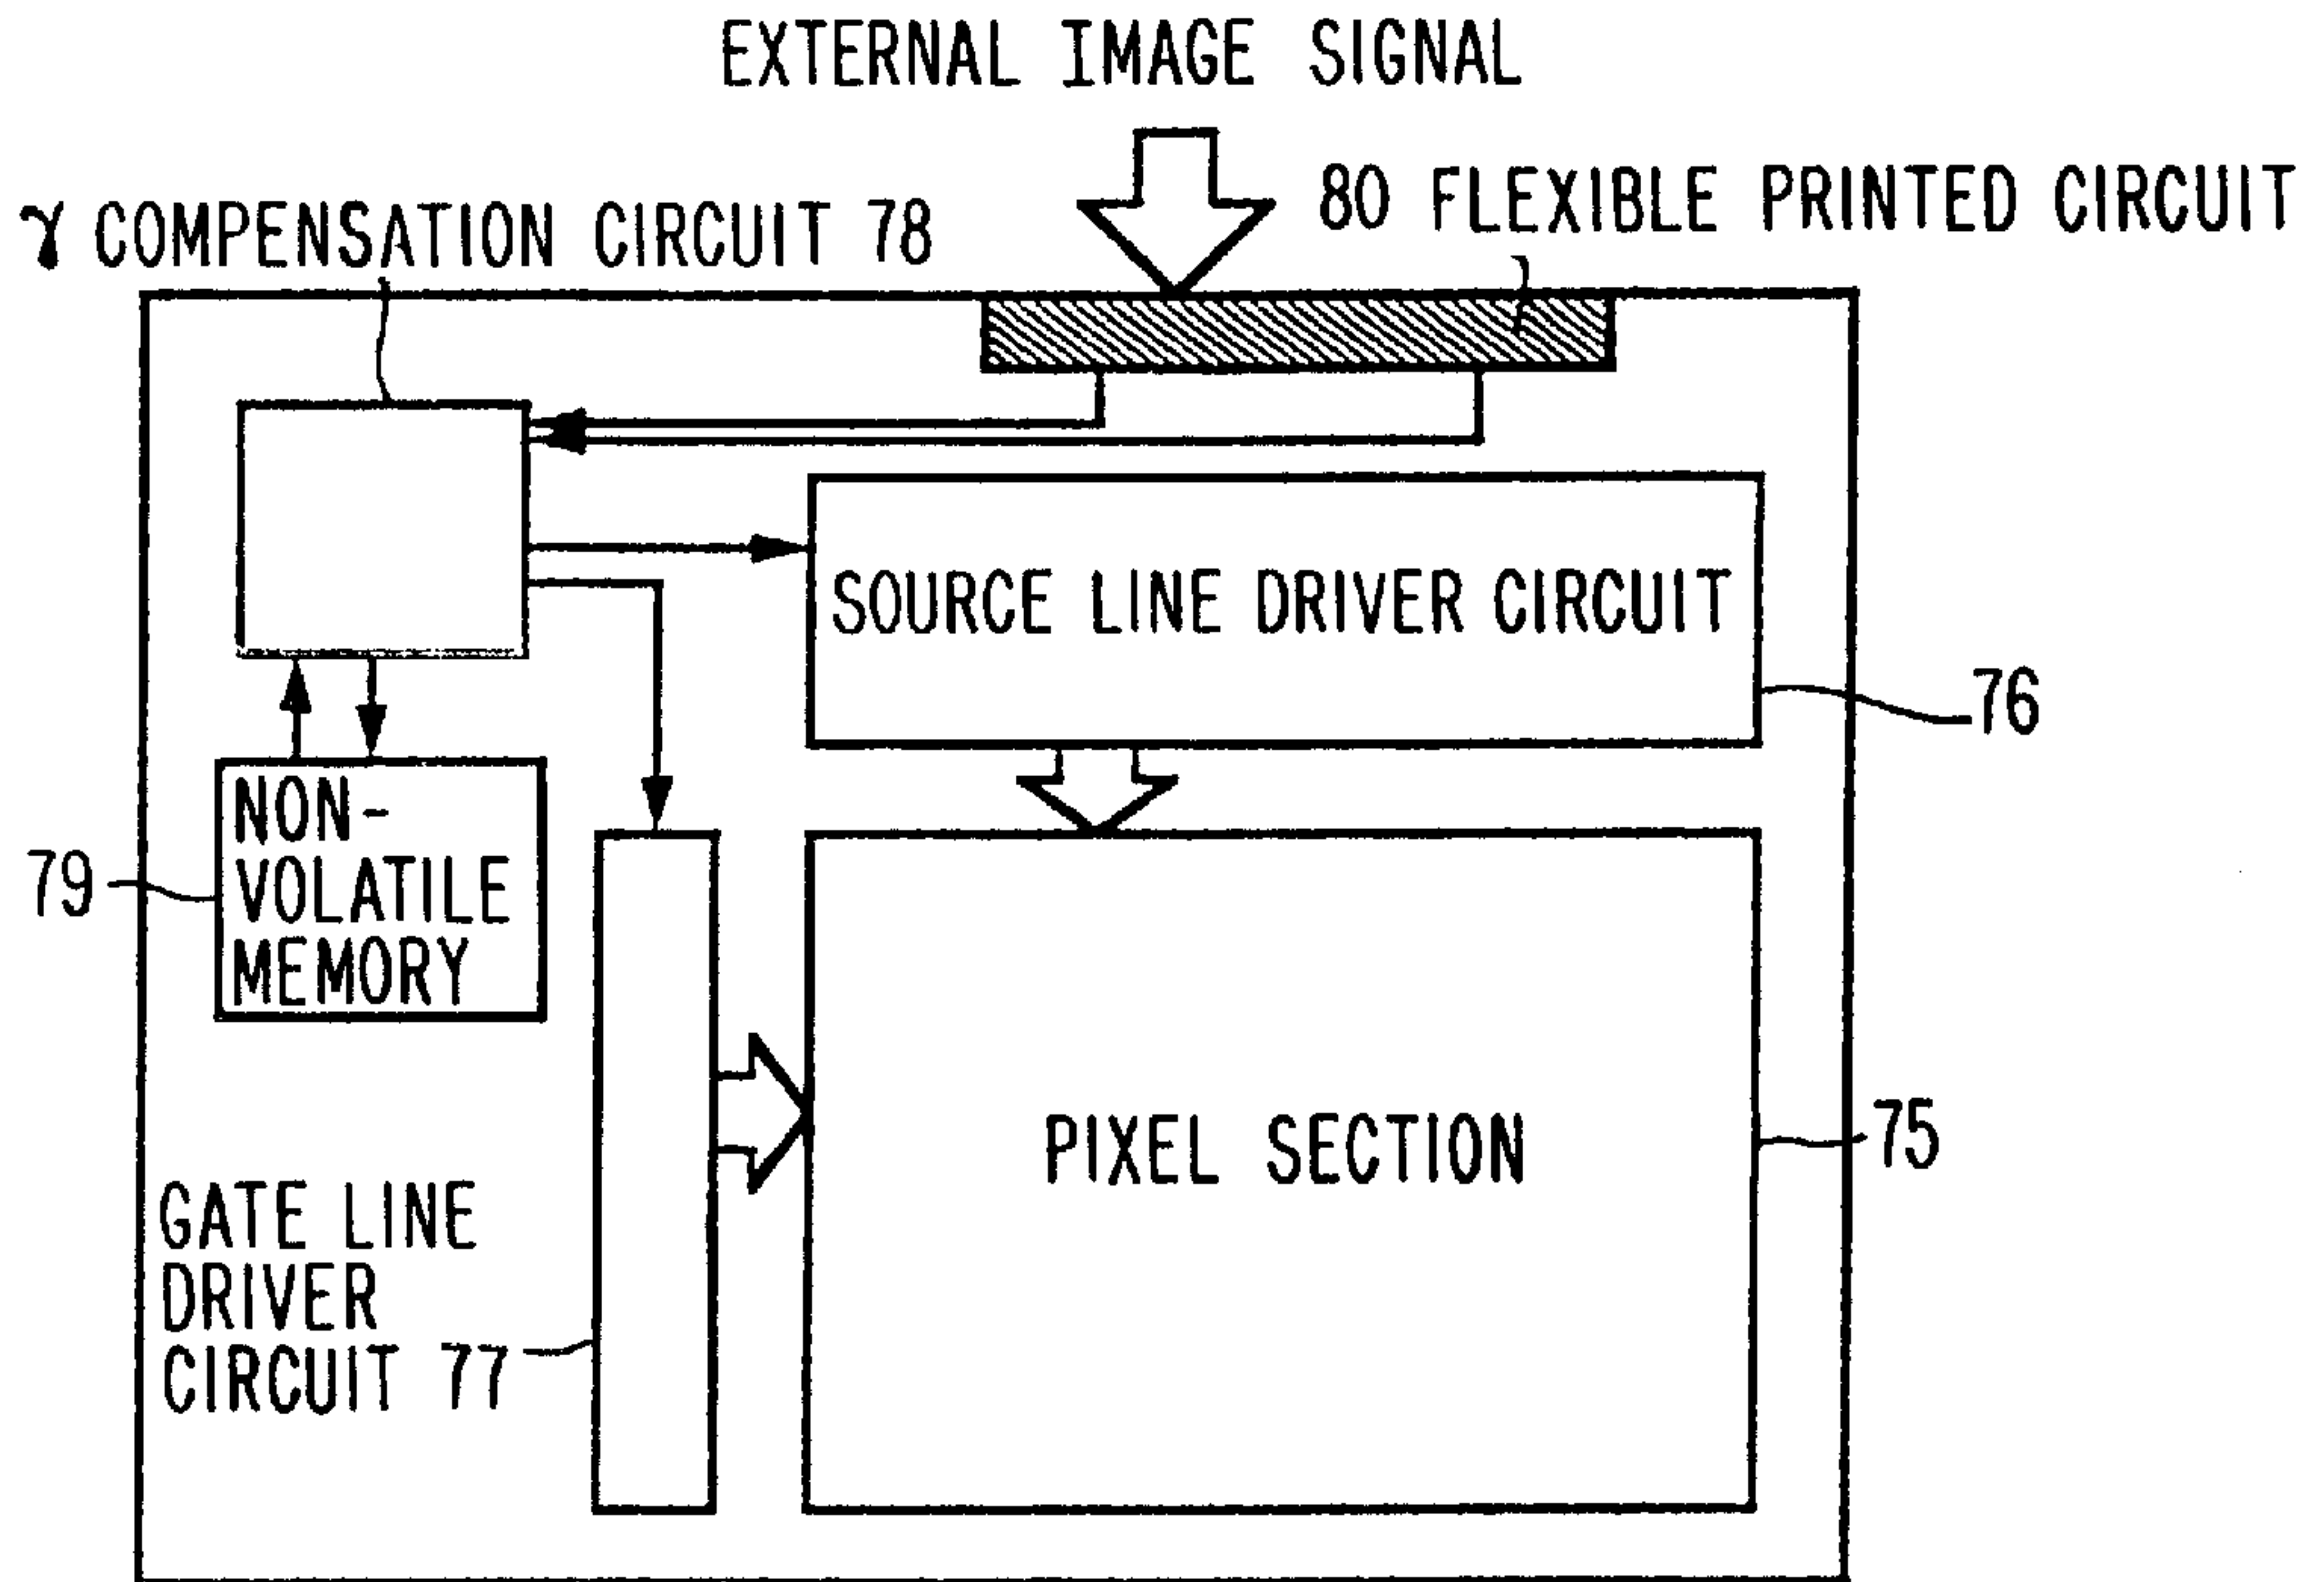 EXTERNAL IMAGE SIGNAL
80 FLEXIBLE PRINTED CIRCUIT
γ COMPENSATION CIRCUIT 78
SOURCE LINE DRIVER CIRCUIT
76
NON-
VOLATILE
MEMORY
79
PIXEL SECTION
75
GATE LINE
DRIVER
CIRCUIT 77